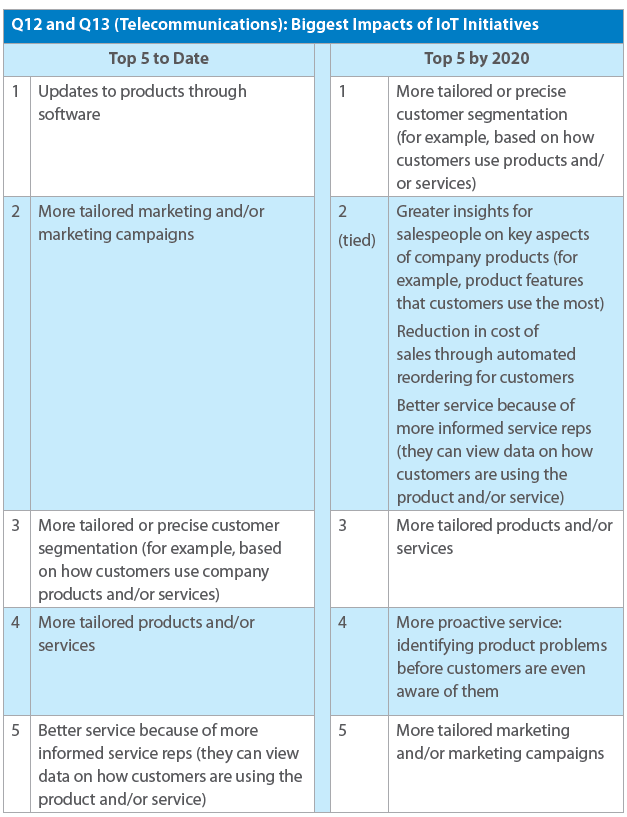 Q12 and Q13 (Telecommunications): Biggest Impacts of IoT Initiatives
Top 5 to Date
Top 5 by 2020
1
Updates to products through
software
1
More tailored or precise
customer segmentation
(for example, based on how
customers use products and/
or services)
2
More tailored marketing and/or
marketing campaigns
2
(tied)
Greater insights for
salespeople on key aspects
of company products (for
example, product features
that customers use the most)
Reduction in cost of
sales through automated
reordering for customers
Better service because of
more informed service reps
(they can view data on how
customers are using the
product and/or service)
3
More tailored or precise customer
segmentation (for example, based
on how customers use company
products and/or services)
3
More tailored products and/or
services
4
More tailored products and/or
services
4
More proactive service:
identifying product problems
before customers are even
aware of them
5
Better service because of more
informed service reps (they can view
data on how customers are using the
product and/or service)
5
More tailored marketing
and/or marketing campaigns